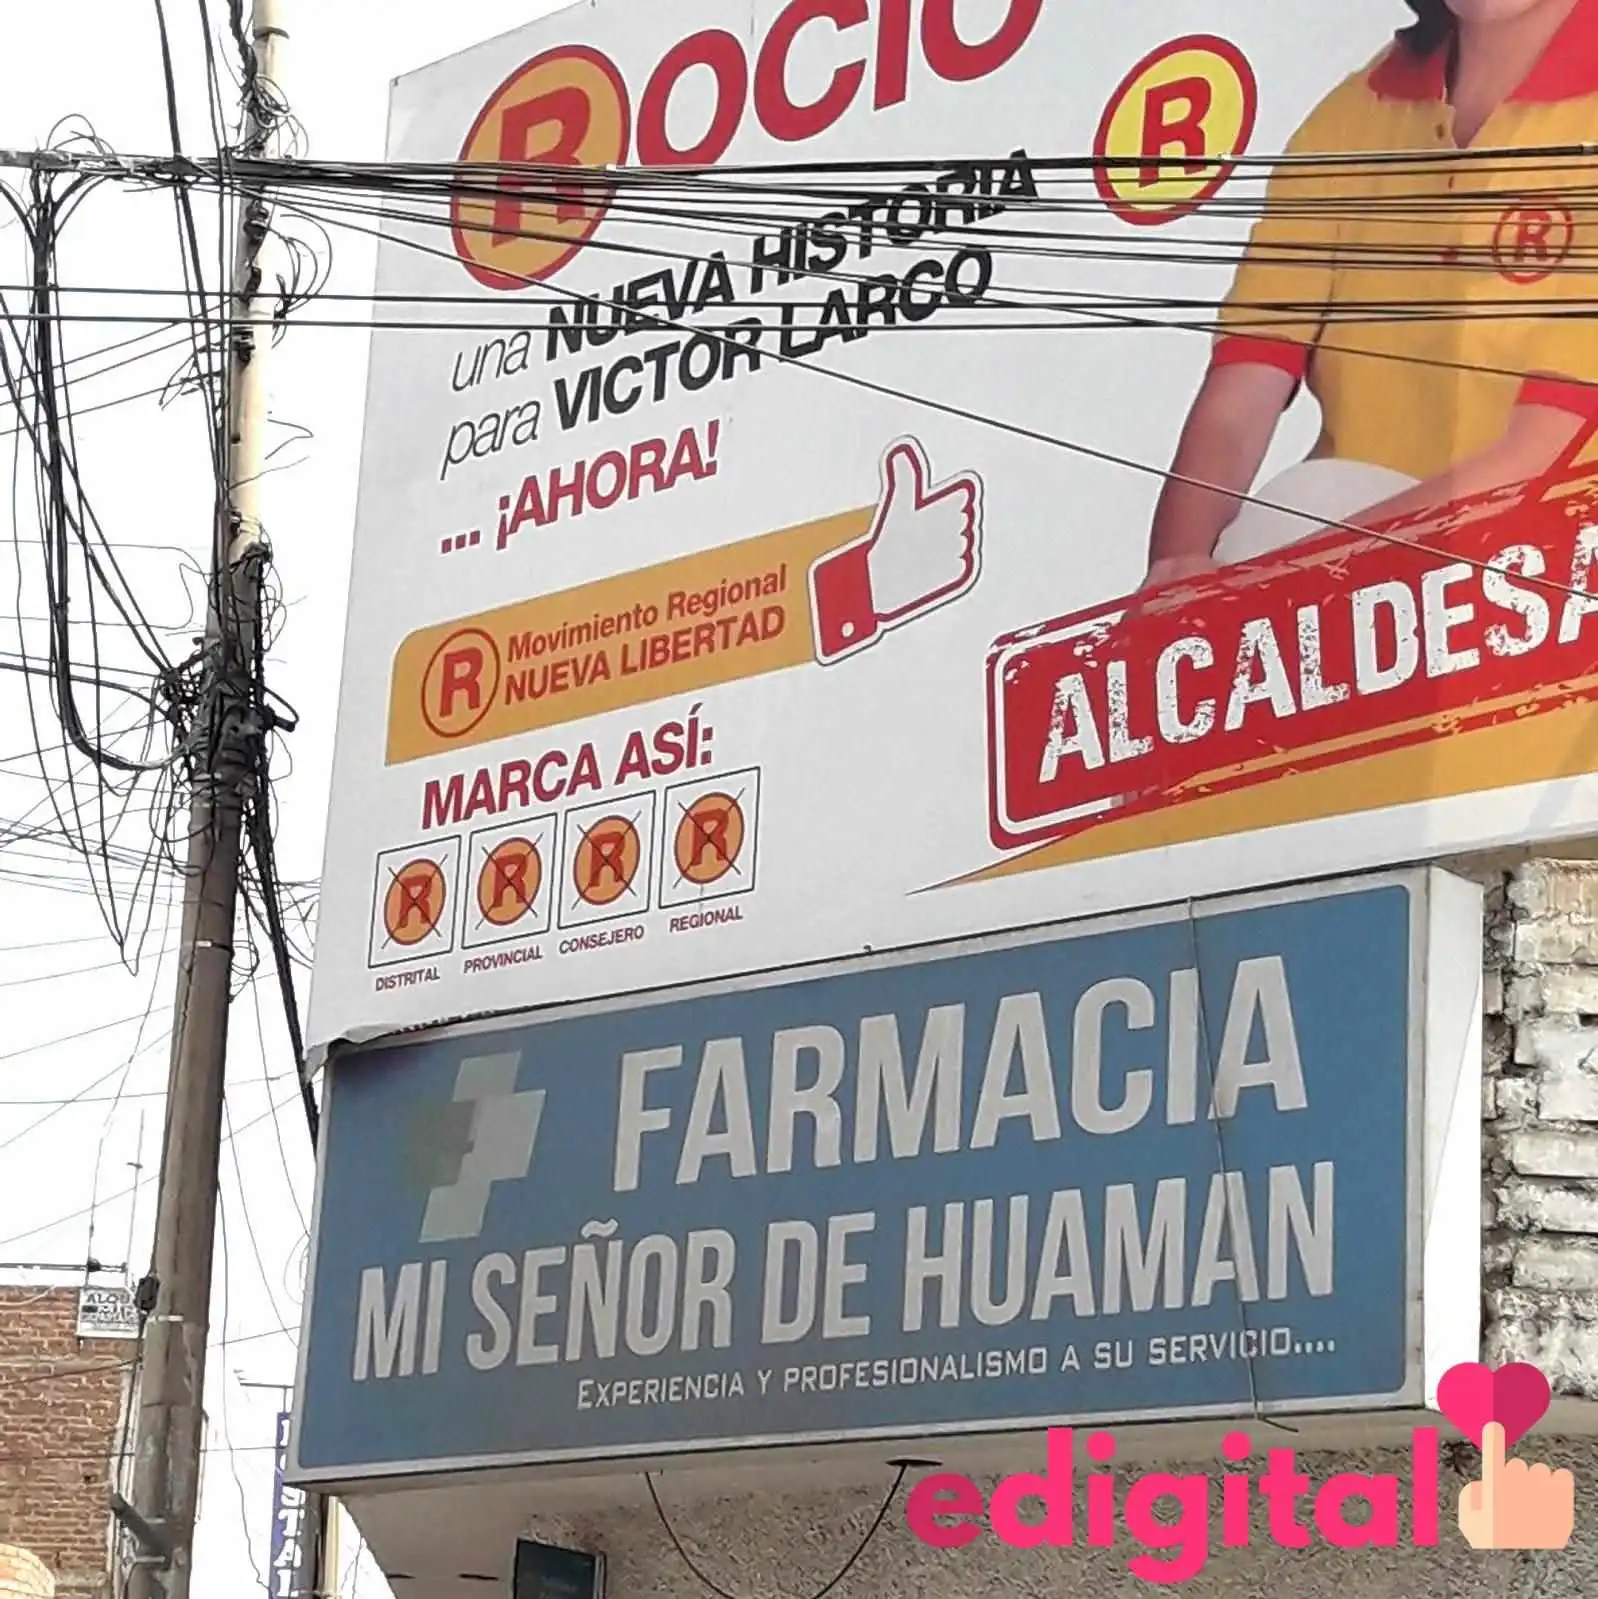 ROCIO
R
una NUEVA HISTORIA
para VICTOR LARCO
... ¡AHORA!
R
R Movimiento Regional
NUEVA LIBERTAD
ALCALDESA
MARCA ASÍ:
R R R R
DISTRITAL PROVINCIAL CONSEJERO REGIONAL
FARMACIA
MI SEÑOR DE HUAMAN
EXPERIENCIA Y PROFESIONALISMO A SU SERVICIO....
edigital